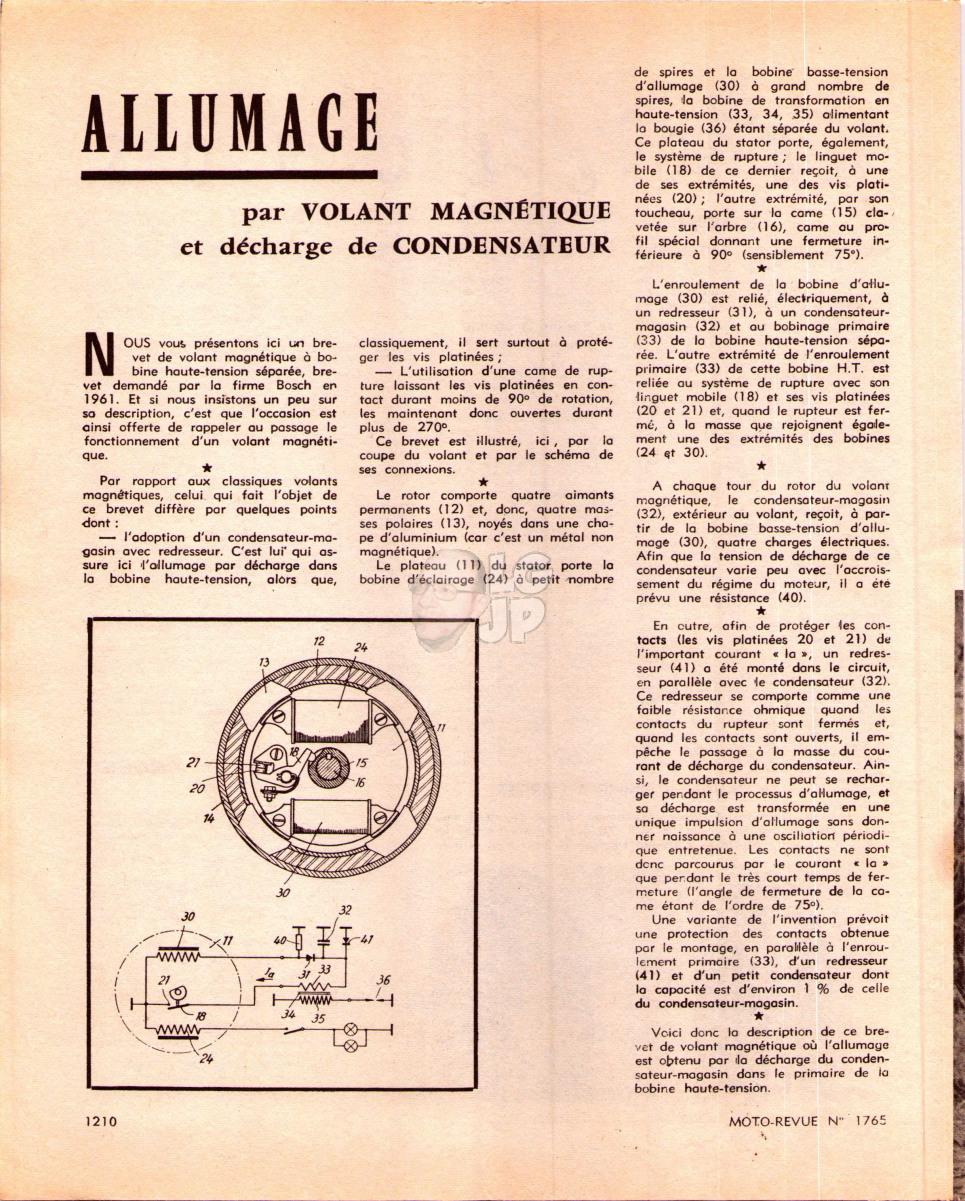 ALLUMAGE
par VOLANT MAGNÉTIQUE
et décharge de CONDENSATEUR
NOUS vous présentons ici un bre-
vet de volant magnétique à bo-
bine haute-tension séparée, bre-
vet demandé par la firme Bosch en
1961. Et si nous insistons un peu sur
sa description, c'est que l'occasion est
ainsi offerte de rappeler au passage le
fonctionnement d'un volant magnéti-
que.
★
Par rapport aux classiques volants
magnétiques, celui qui fait l'objet de
ce brevet diffère par quelques points
dont :
— l'adoption d'un condensateur-ma-
gasin avec redresseur. C'est lui qui as-
sure ici l'allumage par décharge dans
la bobine haute-tension, alors que,
classiquement, il sert surtout à proté-
ger les vis platinées ;
— L'utilisation d'une came de rup-
ture laissant les vis platinées en con-
tact durant moins de 90° de rotation,
les maintenant donc ouvertes durant
plus de 270°.
Ce brevet est illustré, ici, par la
coupe du volant et par le schéma de
ses connexions.
★
Le rotor comporte quatre aimants
permanents (12) et, donc, quatre mas-
ses polaires (13), noyés dans une cha-
pe d'aluminium (car c'est un métal non
magnétique).
Le plateau (11) du stator porte la
bobine d'éclairage (24) à petit nombre
de spires et la bobine basse-tension
d'allumage (30) à grand nombre de
spires, la bobine de transformation en
haute-tension (33, 34, 35) alimentant
la bougie (36) étant séparée du volant.
Ce plateau du stator porte, également,
le système de rupture ; le linguet mo-
bile (18) de ce dernier reçoit, à une
de ses extrémités, une des vis plati-
nées (20) ; l'autre extrémité, par son
toucheau, porte sur la came (15) cla-
vetée sur l'arbre (16), came au pro-
fil spécial donnant une fermeture in-
férieure à 90° (sensiblement 75°).
★
L'enroulement de la bobine d'allu-
mage (30) est relié, électriquement, à
un redresseur (31), à un condensateur-
magasin (32) et au bobinage primaire
(33) de la bobine haute-tension sépa-
rée. L'autre extrémité de l'enroulement
primaire (33) de cette bobine H.T. est
reliée au système de rupture avec son
linguet mobile (18) et ses vis platinées
(20 et 21) et, quand le rupteur est fer-
mé, à la masse que rejoignent égale-
ment une des extrémités des bobines
(24 et 30).
★
A chaque tour du rotor du volant
magnétique, le condensateur-magasin
(32), extérieur au volant, reçoit, à par-
tir de la bobine basse-tension d'allu-
mage (30), quatre charges électriques.
Afin que la tension de décharge de ce
condensateur varie peu avec l'accrois-
sement du régime du moteur, il a été
prévu une résistance (40).
★
En outre, afin de protéger les con-
tacts (les vis platinées 20 et 21) de
l'important courant « Ia », un redres-
seur (41) a été monté dans le circuit,
en parallèle avec le condensateur (32).
Ce redresseur se comporte comme une
faible résistance ohmique quand les
contacts du rupteur sont fermés et,
quand les contacts sont ouverts, il em-
pêche le passage à la masse du cou-
rant de décharge du condensateur. Ain-
si, le condensateur ne peut se rechar-
ger pendant le processus d'allumage, et
sa décharge est transformée en une
unique impulsion d'allumage sans don-
ner naissance à une oscillation périodi-
que entretenue. Les contacts ne sont
donc parcourus par le courant « Ia »
que pendant le très court temps de fer-
meture (l'angle de fermeture de la ca-
me étant de l'ordre de 75°).
Une variante de l'invention prévoit
une protection des contacts obtenue
par le montage, en parallèle à l'enrou-
lement primaire (33), d'un redresseur
(41) et d'un petit condensateur dont
la capacité est d'environ 1 % de celle
du condensateur-magasin.
★
Voici donc la description de ce bre-
vet de volant magnétique où l'allumage
est obtenu par la décharge du conden-
sateur-magasin dans le primaire de la
bobine haute-tension.
12
24
13
11
18
21
15
20
16
14
30
32
30
11
40
41
31
33
Ia
36
21
34
35
18
24
JP
1210
MOTO-REVUE N° 1765